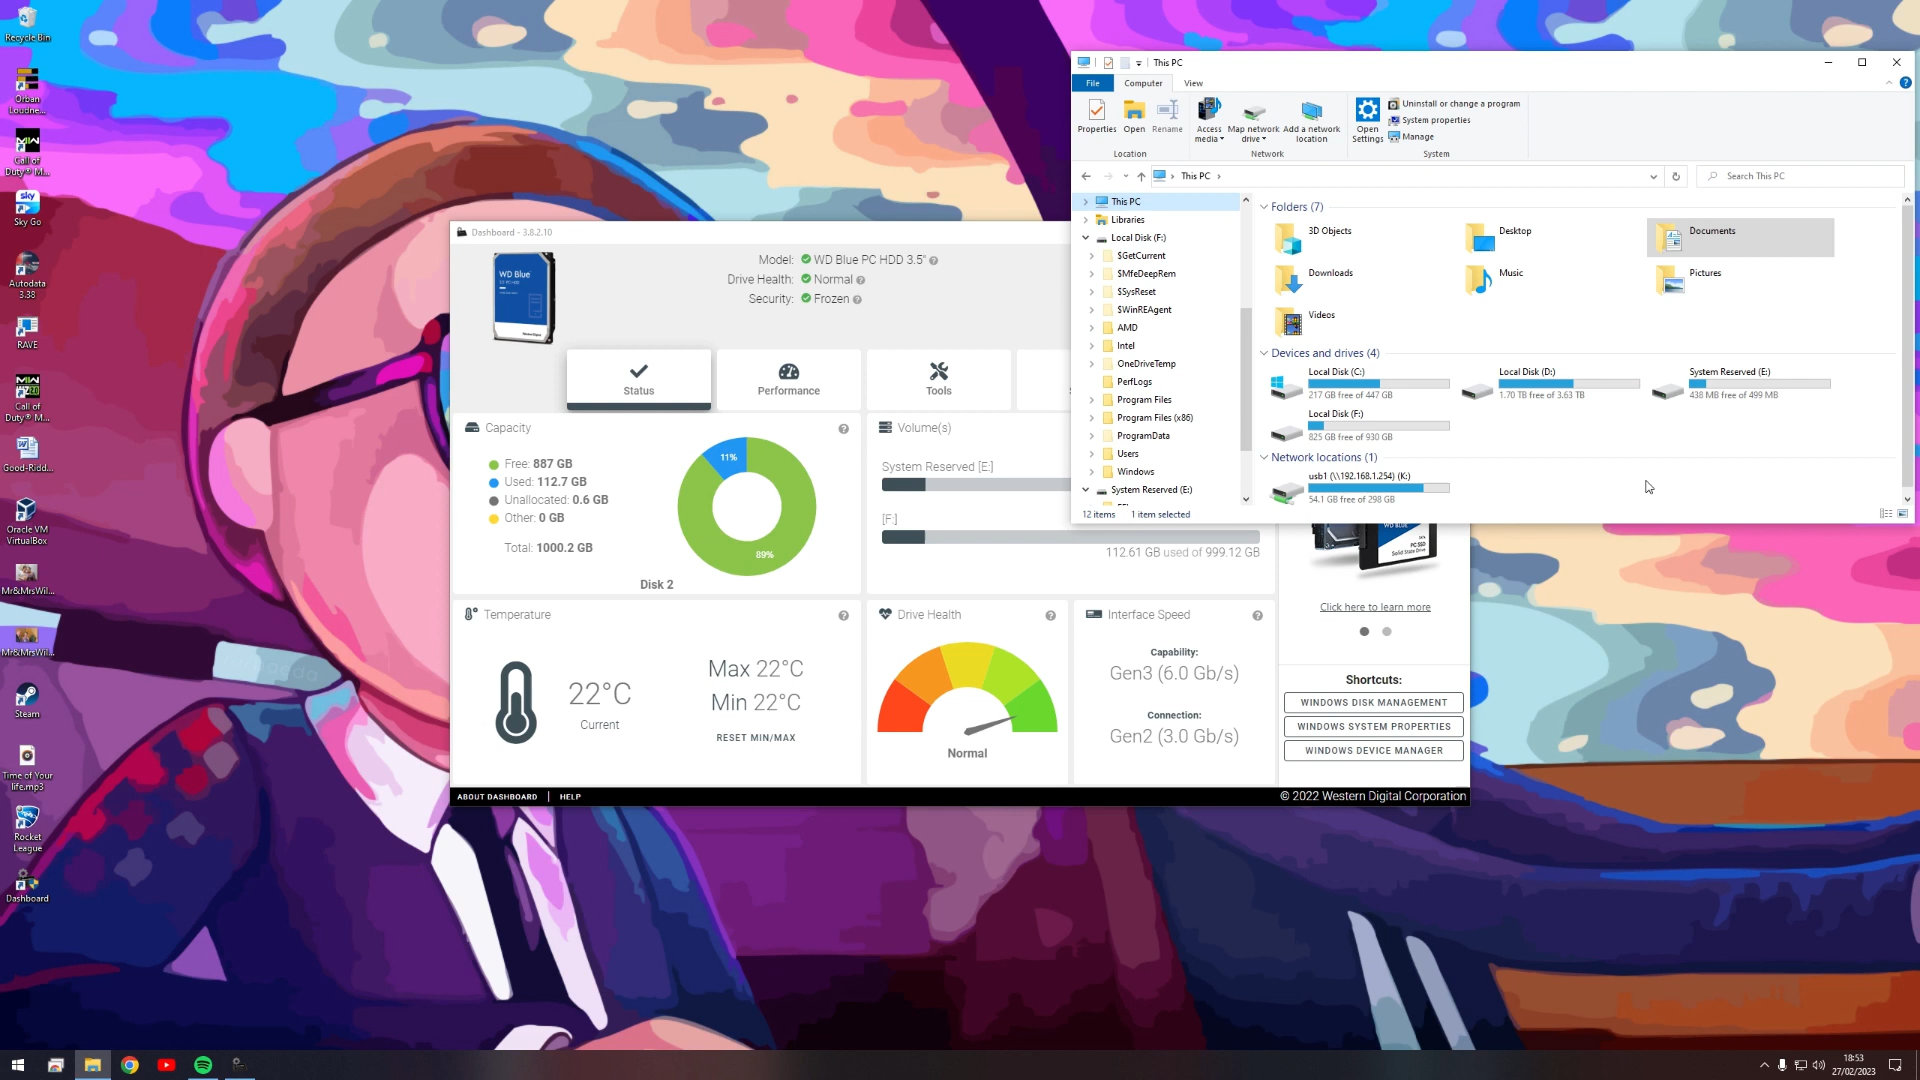 Recycle Bin
Orban
Loudne...
Call of
Duty® M...
Sky Go
Autodata
3.38
RAVE
Call of
Duty® M...
Good-Ridd...
Oracle VM
VirtualBox
Mr&MrsWil...
Mr&MrsWil...
Steam
Time of Your
life.mp3
Rocket
League
Dashboard
Dashboard - 3.8.2.10
WD Blue
Model: WD Blue PC HDD 3.5"
Drive Health: Normal
Security: Frozen
Status
Performance
Tools
Capacity
Free: 887 GB
Used: 112.7 GB
Unallocated: 0.6 GB
Other: 0 GB
Total: 1000.2 GB
11%
89%
Disk 2
Volume(s)
System Reserved [E:]
[F:]
112.61 GB used of 999.12 GB
Temperature
22°C
Current
Max 22°C
Min 22°C
RESET MIN/MAX
Drive Health
Normal
Interface Speed
Capability:
Gen3 (6.0 Gb/s)
Connection:
Gen2 (3.0 Gb/s)
WD BLUE
PC SSD
Solid State Drive
Click here to learn more
Shortcuts:
WINDOWS DISK MANAGEMENT
WINDOWS SYSTEM PROPERTIES
WINDOWS DEVICE MANAGER
ABOUT DASHBOARD | HELP
© 2022 Western Digital Corporation
This PC
File
Computer
View
Properties
Open
Rename
Access
media
Map network
drive
Add a network
location
Open
Settings
Uninstall or change a program
System properties
Manage
Location
Network
System
This PC
Search This PC
This PC
Libraries
Local Disk (F:)
$GetCurrent
$MfeDeepRem
$SysReset
$WinREAgent
AMD
Intel
OneDriveTemp
PerfLogs
Program Files
Program Files (x86)
ProgramData
Users
Windows
System Reserved (E:)
Folders (7)
3D Objects
Desktop
Documents
Downloads
Music
Pictures
Videos
Devices and drives (4)
Local Disk (C:)
217 GB free of 447 GB
Local Disk (D:)
1.70 TB free of 3.63 TB
System Reserved (E:)
438 MB free of 499 MB
Local Disk (F:)
825 GB free of 930 GB
Network locations (1)
usb1 (\\192.168.1.254) (K:)
54.1 GB free of 298 GB
12 items
1 item selected
18:53
27/02/2023